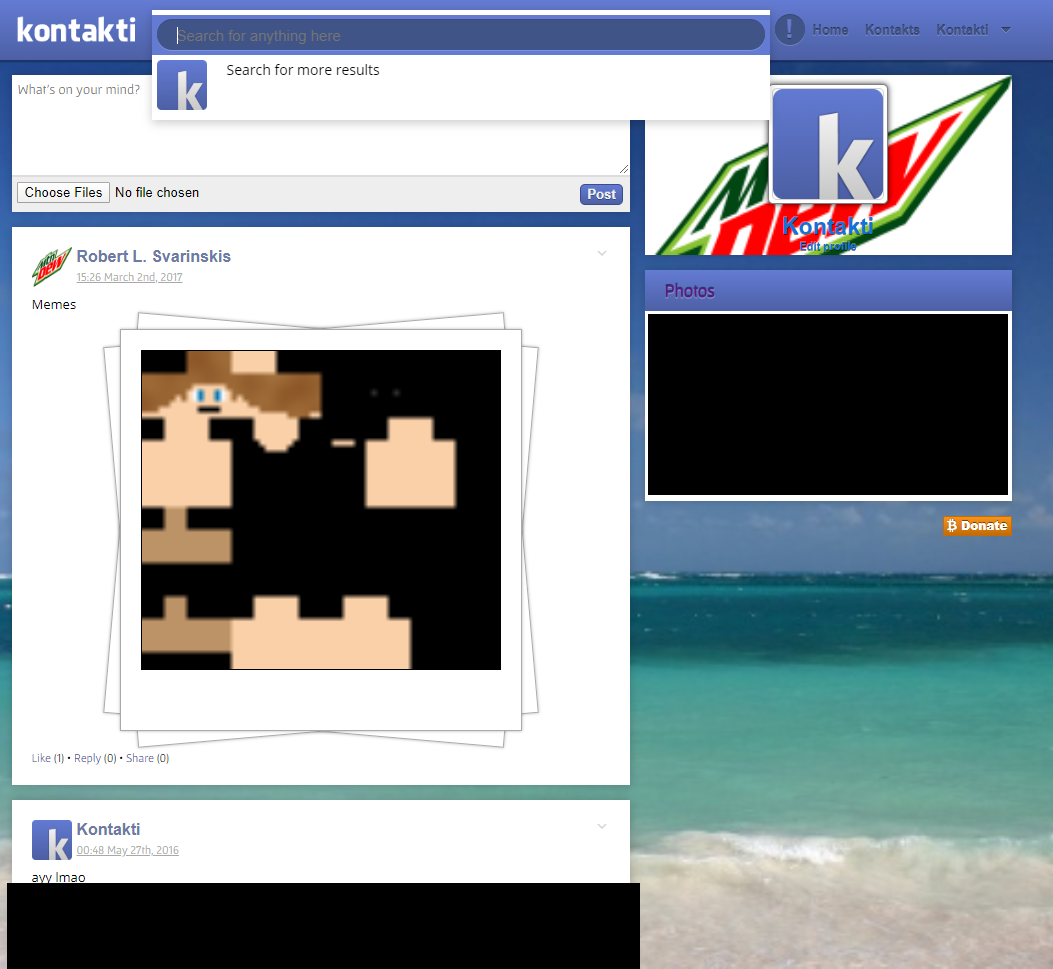 kontakti
Search for anything here
!
Home
Kontakts
Kontakti
k
Search for more results
What's on your mind?
Choose Files No file chosen
Post
k
Kontakti
Edit profile
MTN
DEW
Robert L. Svarinskis
15:26 March 2nd, 2017
Memes
Photos
Donate
Like (1) • Reply (0) • Share (0)
k
Kontakti
00:48 May 27th, 2016
ayy lmao